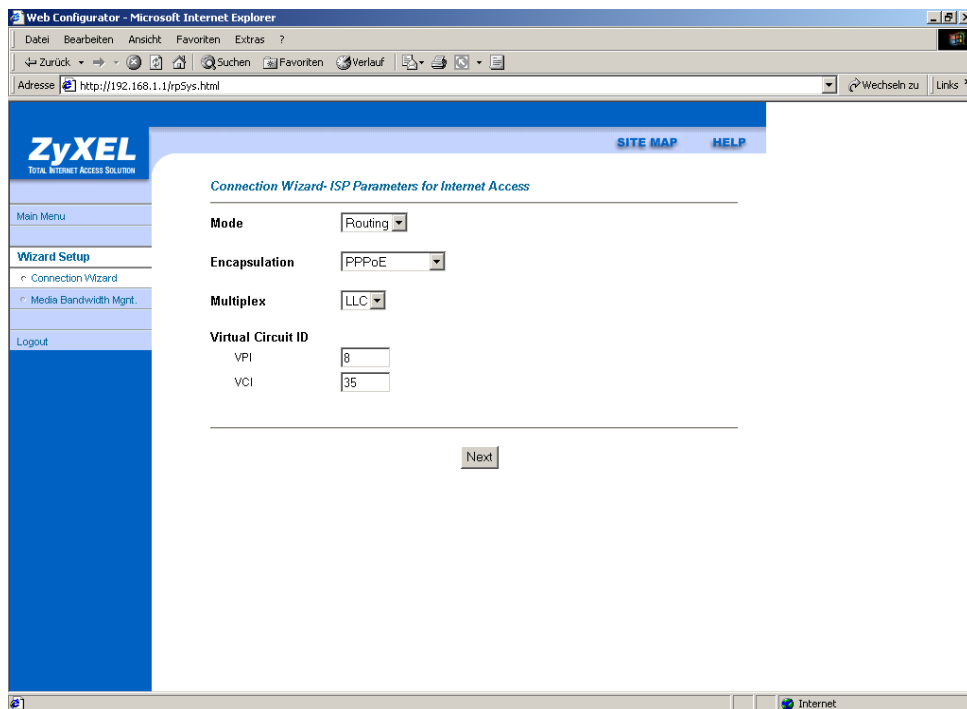 Web Configurator - Microsoft Internet Explorer
Datei Bearbeiten Ansicht Favoriten Extras ?
Zurück Suchen Favoriten Verlauf
Adresse http://192.168.1.1/rpSys.html Wechseln zu Links
ZyXEL
TOTAL INTERNET ACCESS SOLUTION
SITE MAP HELP
Connection Wizard- ISP Parameters for Internet Access
Main Menu
Mode Routing
Wizard Setup
Encapsulation PPPoE
Connection Wizard
Media Bandwidth Mgnt.
Multiplex LLC
Logout
Virtual Circuit ID
VPI 8
VCI 35
Next
Internet